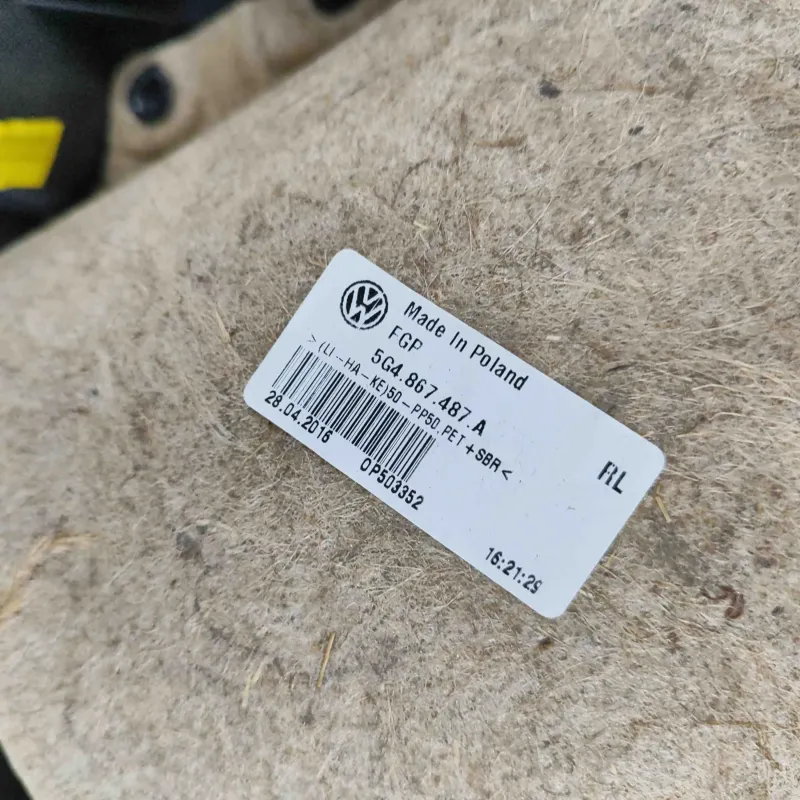 Made In Poland
FGP
5G4.867.487.A
>(LI-HA-KE)50-PP50,PET+SBR<
28.04.2016
OP503352
RL
16:21:29